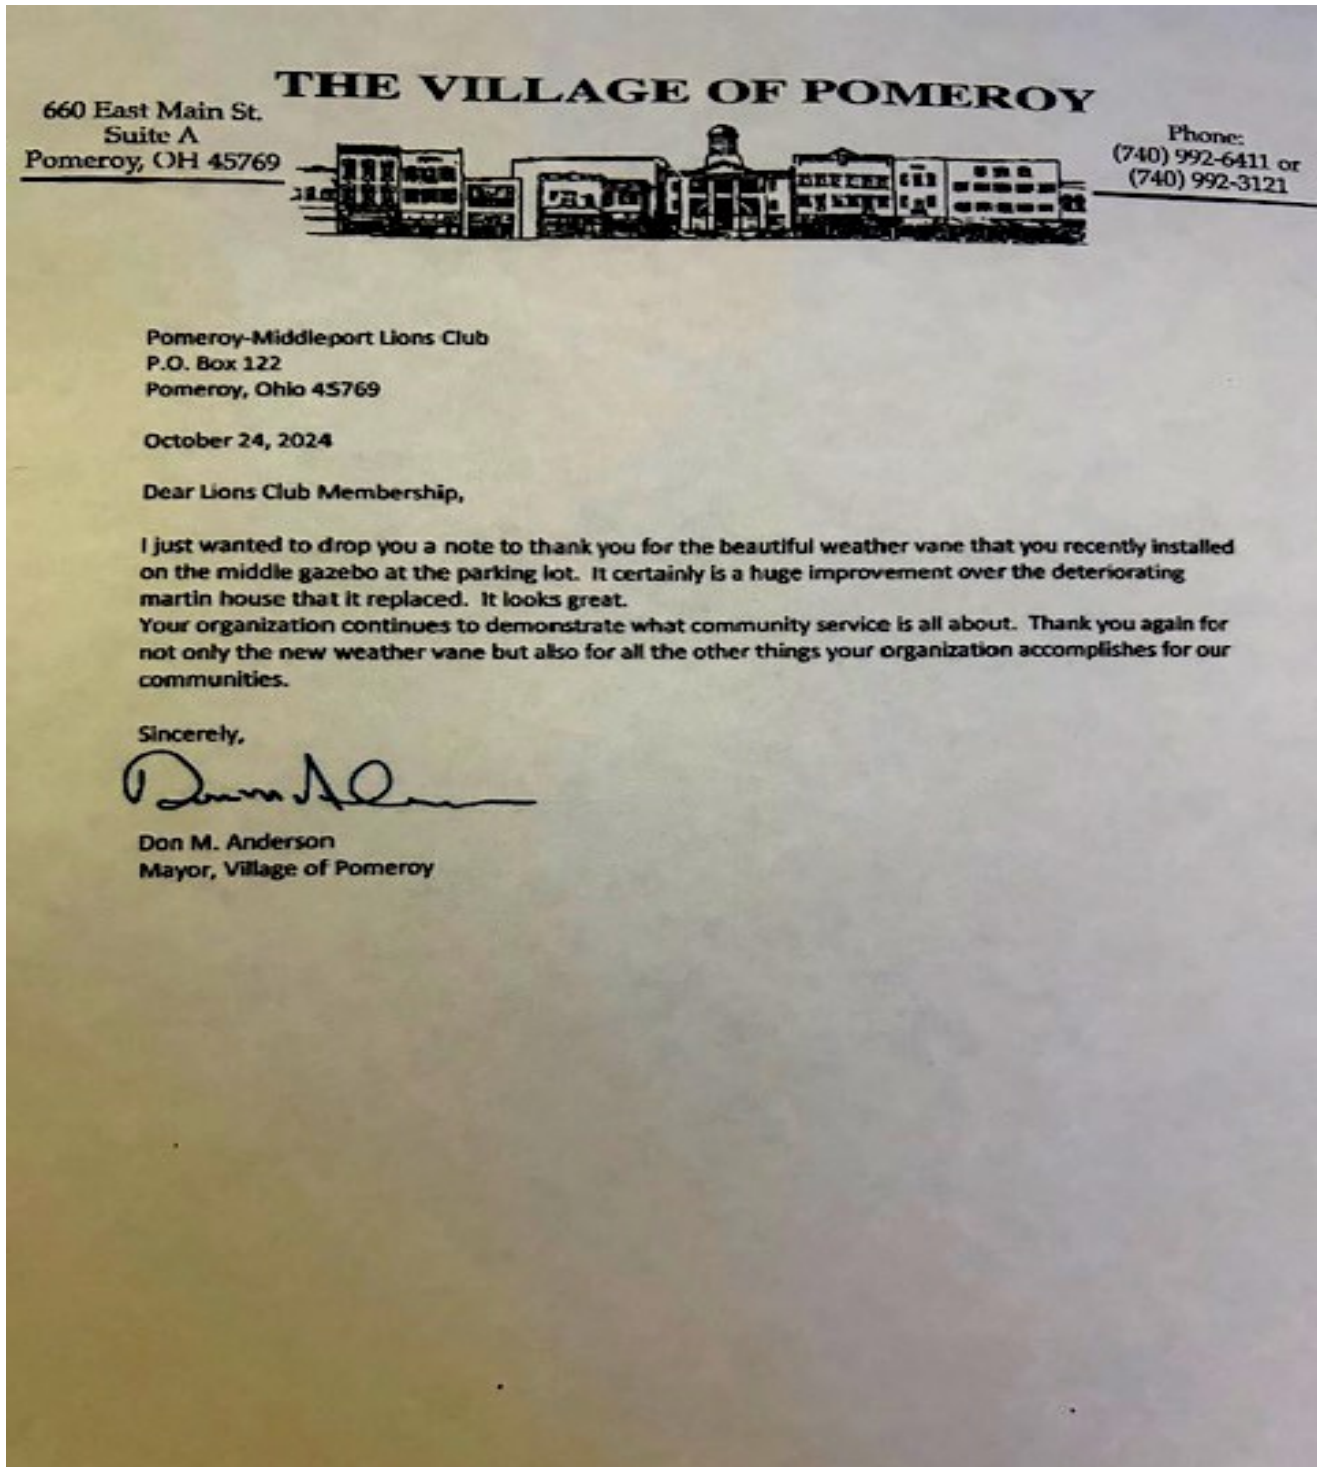 THE VILLAGE OF POMEROY
660 East Main St.
Suite A
Pomeroy, OH 45769
Phone:
(740) 992-6411 or
(740) 992-3121
Pomeroy-Middleport Lions Club
P.O. Box 122
Pomeroy, Ohio 45769
October 24, 2024
Dear Lions Club Membership,
I just wanted to drop you a note to thank you for the beautiful weather vane that you recently installed
on the middle gazebo at the parking lot.  It certainly is a huge improvement over the deteriorating
martin house that it replaced.  It looks great.
Your organization continues to demonstrate what community service is all about.  Thank you again for
not only the new weather vane but also for all the other things your organization accomplishes for our
communities.
Sincerely,
Don M. Anderson
Mayor, Village of Pomeroy